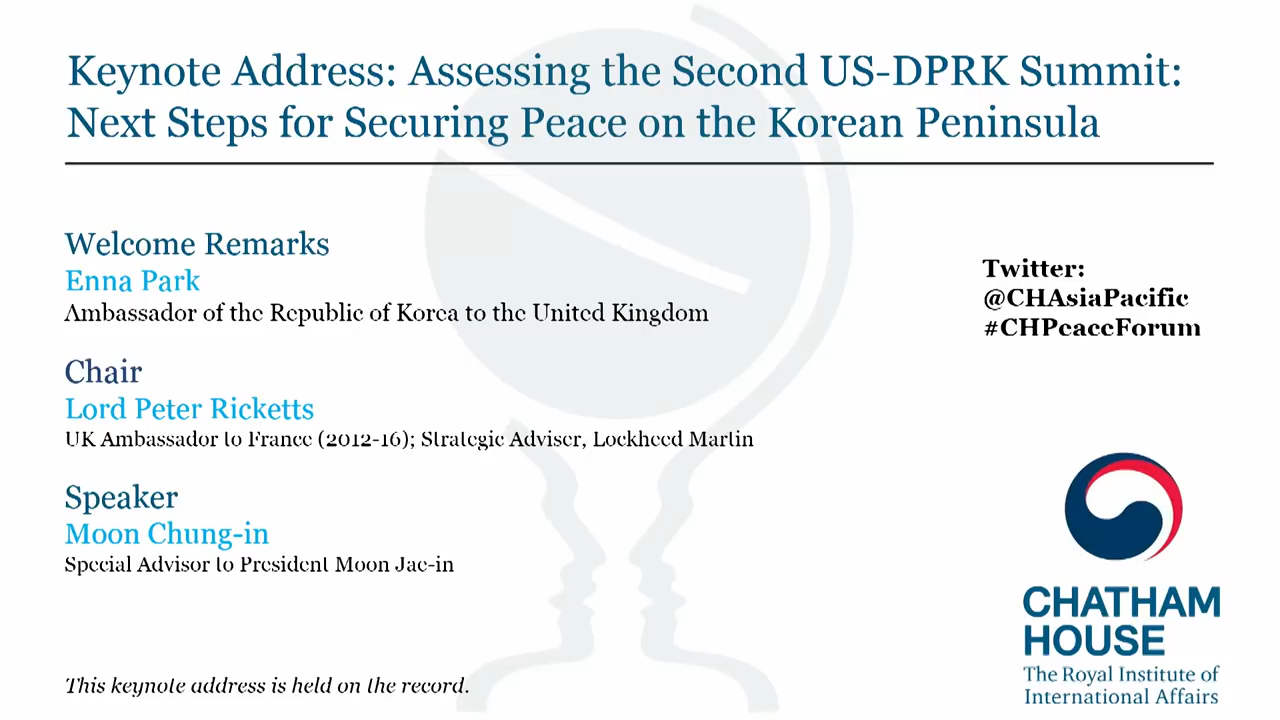 Keynote Address: Assessing the Second US-DPRK Summit:
Next Steps for Securing Peace on the Korean Peninsula
Welcome Remarks
Enna Park
Ambassador of the Republic of Korea to the United Kingdom
Chair
Lord Peter Ricketts
UK Ambassador to France (2012-16); Strategic Adviser, Lockheed Martin
Speaker
Moon Chung-in
Special Advisor to President Moon Jae-in
This keynote address is held on the record.
Twitter:
@CHAsiaPacific
#CHPeaceForum
CHATHAM
HOUSE
The Royal Institute of
International Affairs